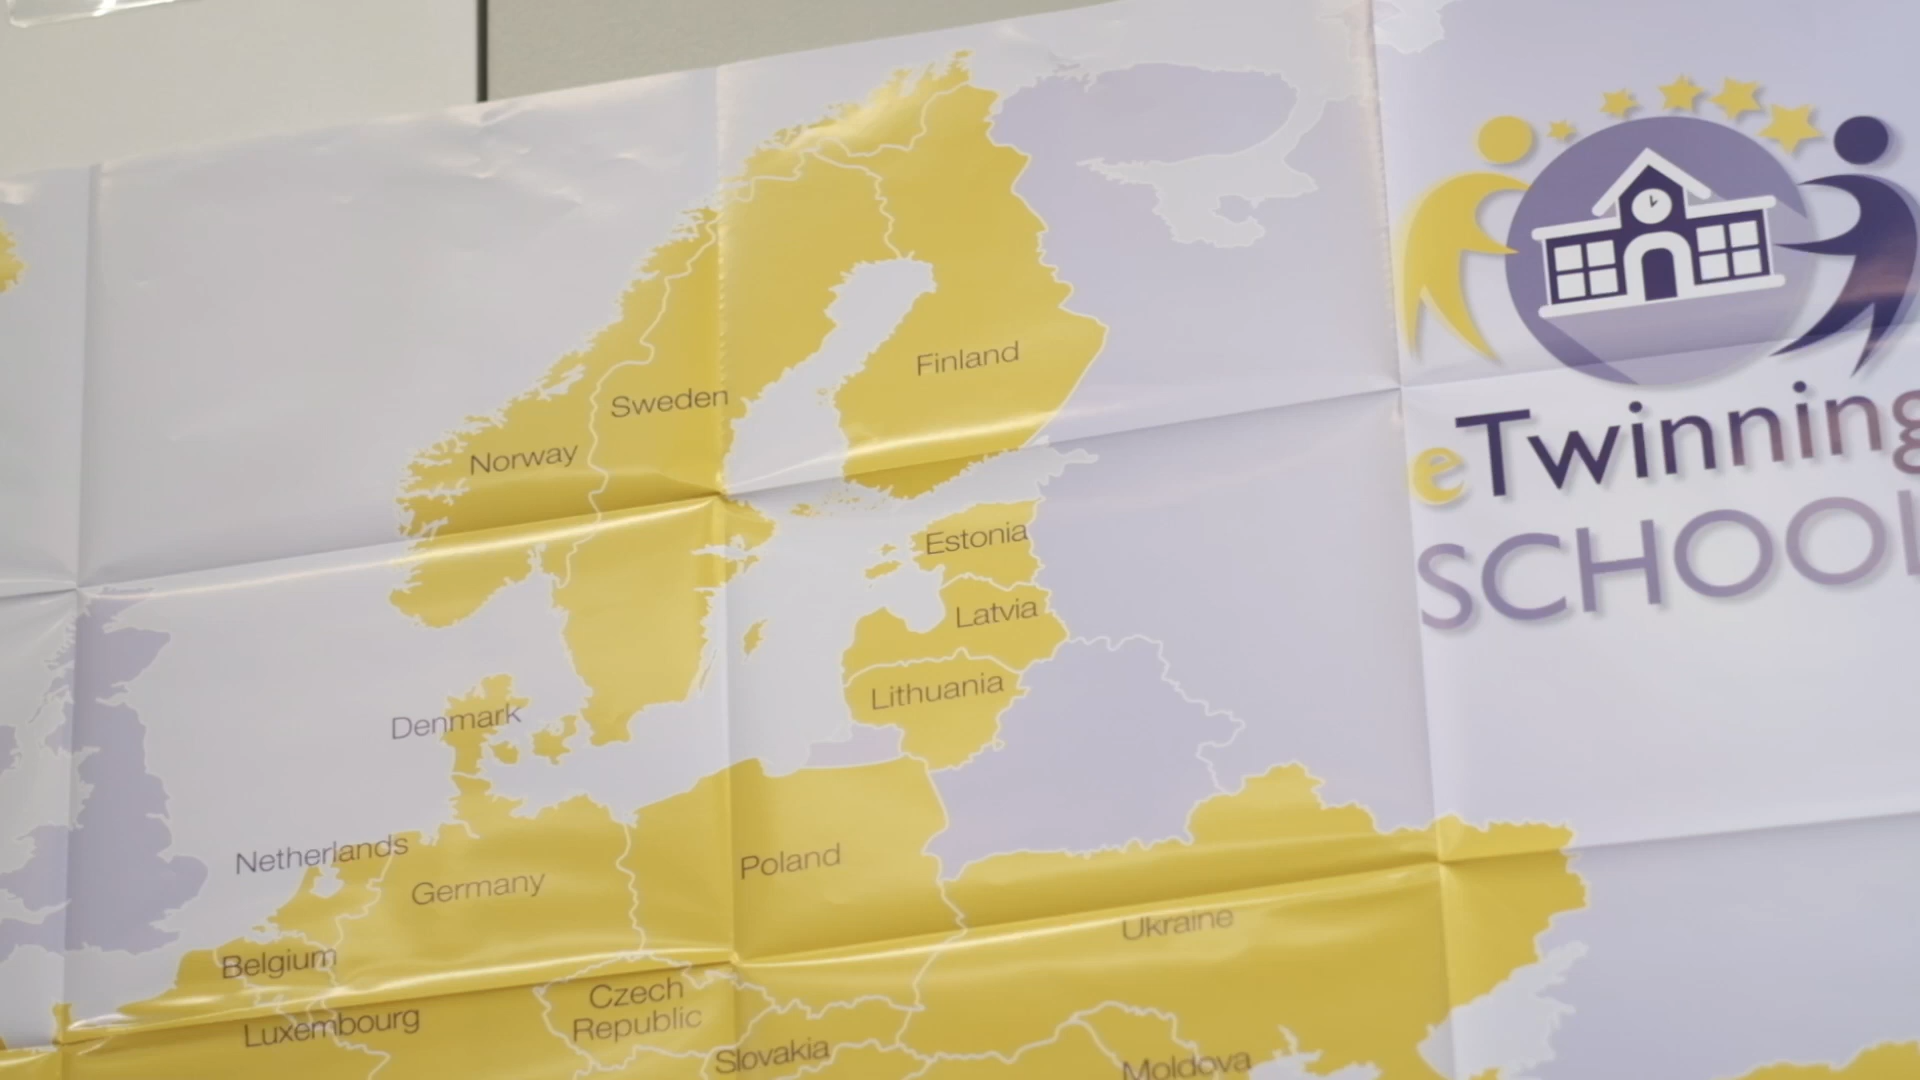 Finland
Sweden
Norway
eTwinning
SCHOOL
Estonia
Latvia
Lithuania
Denmark
Netherlands
Poland
Germany
Ukraine
Belgium
Czech
Republic
Luxembourg
Slovakia
Moldova